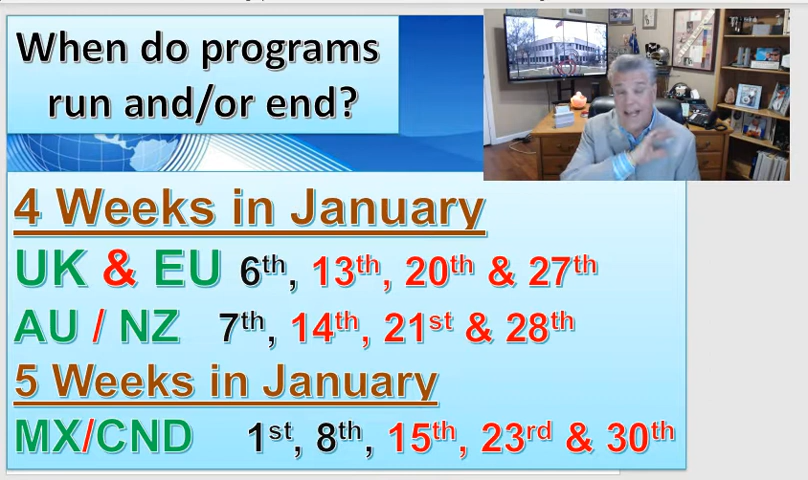 When do programs
run and/or end?
4 Weeks in January
UK & EU 6th, 13th, 20th & 27th
AU / NZ 7th, 14th, 21st & 28th
5 Weeks in January
MX/CND 1st, 8th, 15th, 23rd & 30th